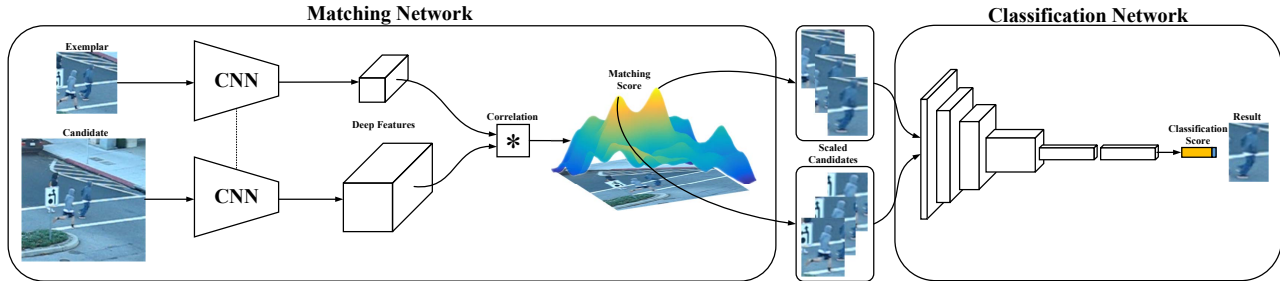 Matching Network
Classification Network
Exemplar
CNN
Matching
Score
Candidate
Deep Features
Correlation
*
CNN
Scaled
Candidates
Classification
Score
Result